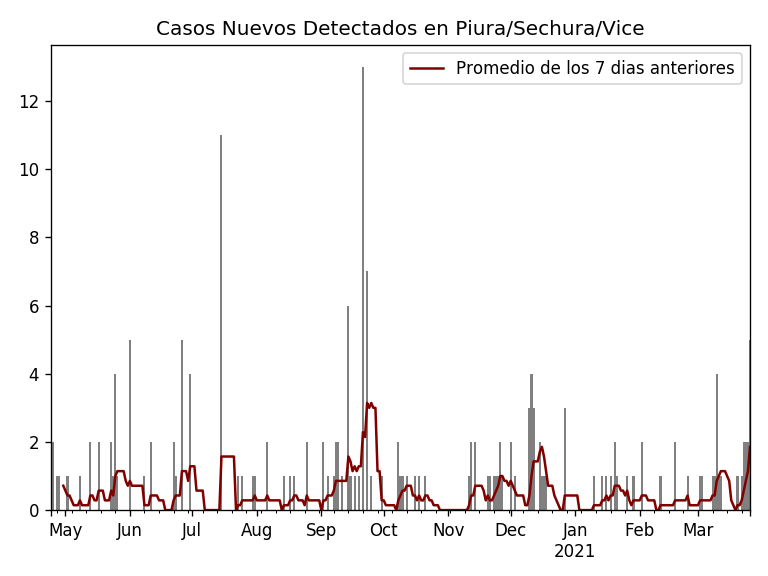 Casos Nuevos Detectados en Piura/Sechura/Vice
Promedio de los 7 dias anteriores
12
10
8
6
4
2
0
May Jun Jul Aug Sep Oct Nov Dec Jan Feb Mar
2021